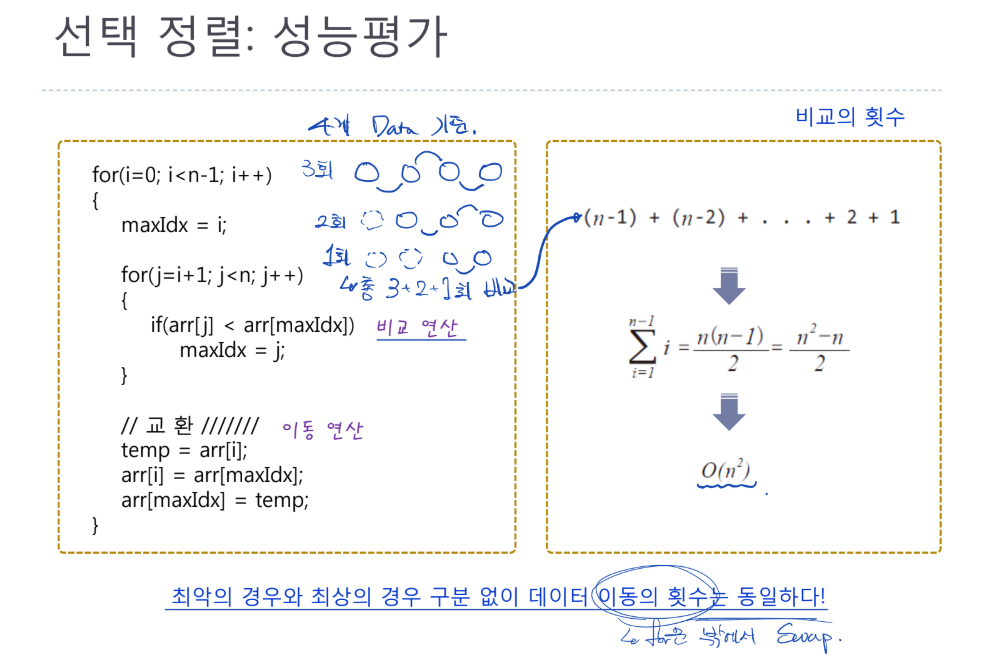 선택 정렬: 성능평가
비교의 횟수
4개 Data 기준.
for(i=0; i<n-1; i++)
{
maxIdx = i;
for(j=i+1; j<n; j++)
{
if(arr[j] < arr[maxIdx])
maxIdx = j;
}
// 교 환 ///////
temp = arr[i];
arr[i] = arr[maxIdx];
arr[maxIdx] = temp;
}
3회
2회
1회
↳총 3+2+1회 비교
비교 연산
이동 연산
(n-1) + (n-2) + . . . + 2 + 1
n-1
∑ i = n(n-1)/2 = n²-n/2
i=1
O(n²)
최악의 경우와 최상의 경우 구분 없이 데이터 이동의 횟수는 동일하다!
↳ for문 밖에서 Swap.